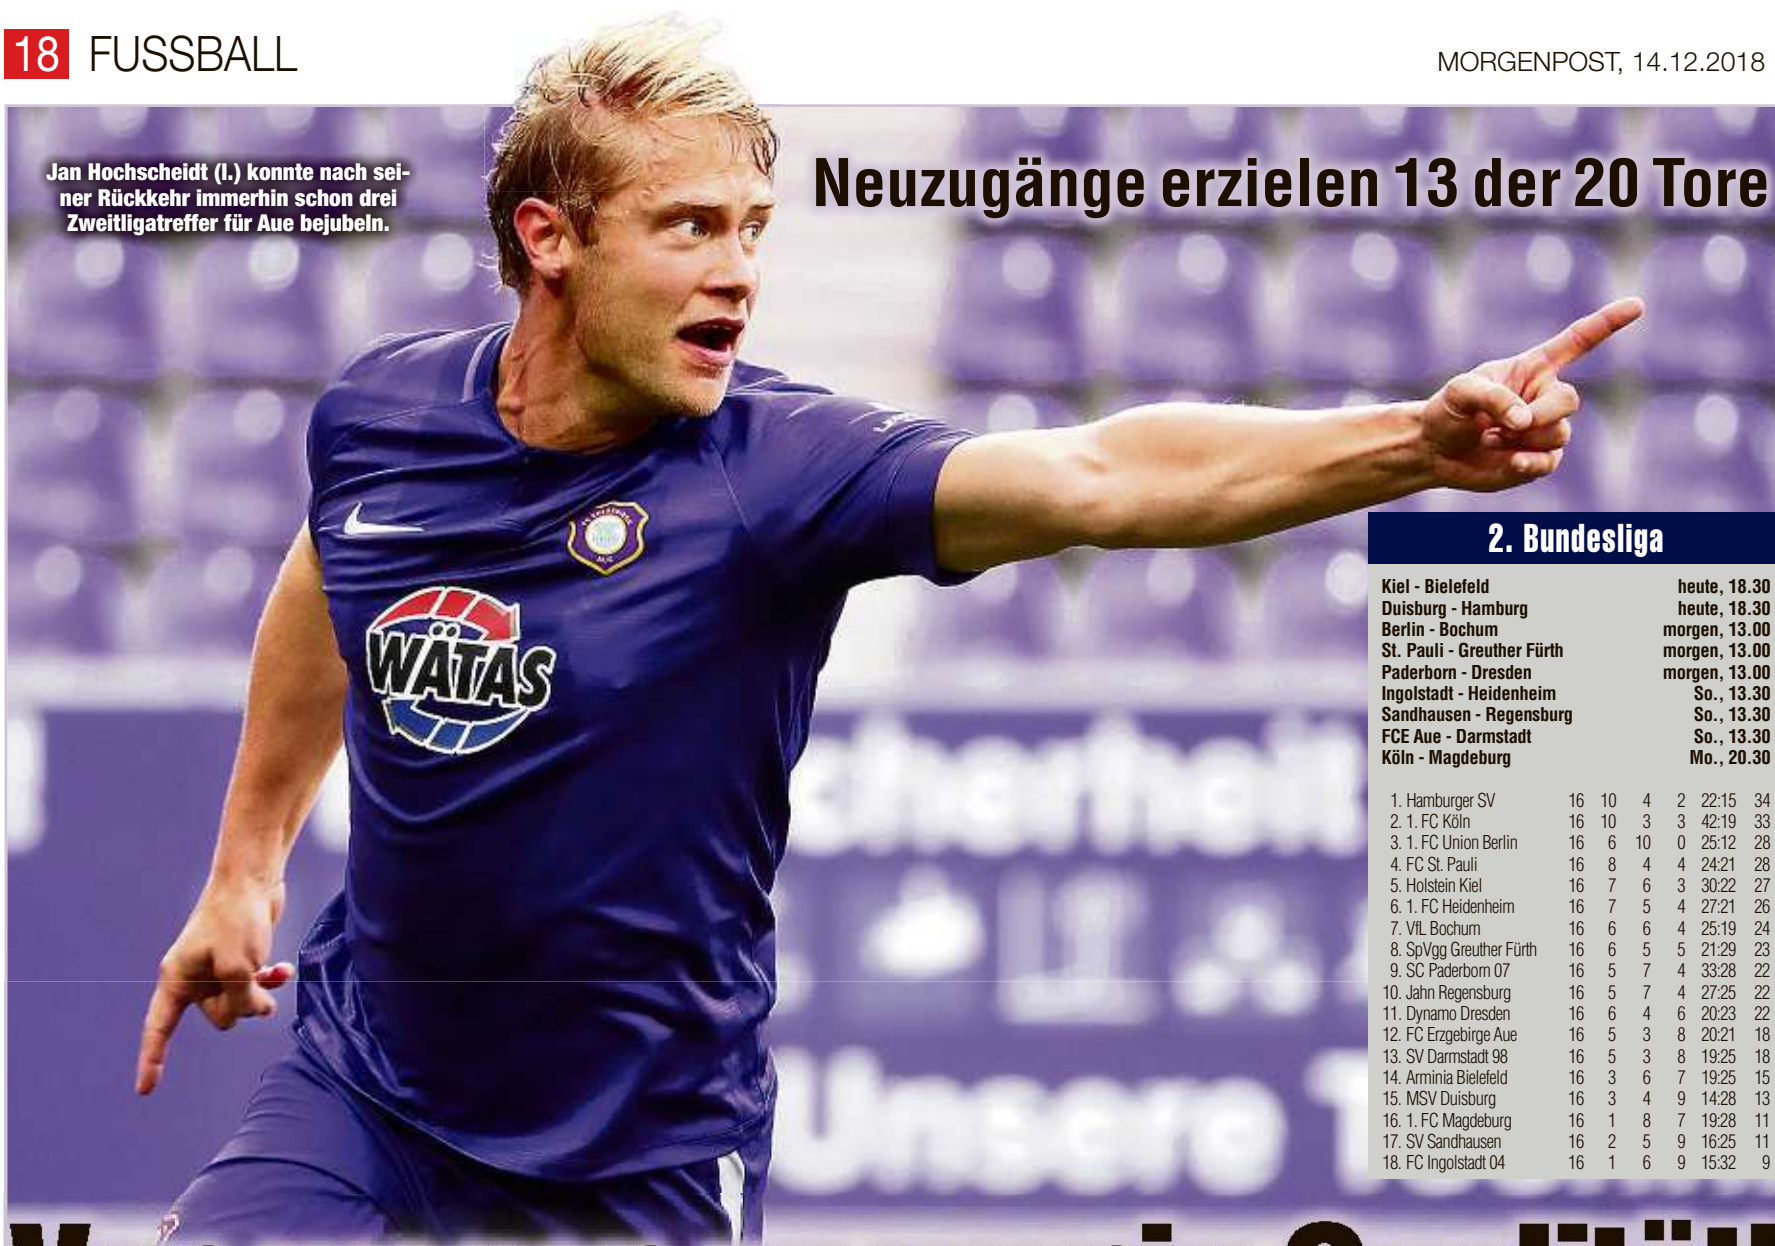 18 FUSSBALL
MORGENPOST, 14.12.2018
Jan Hochscheidt (l.) konnte nach sei-
ner Rückkehr immerhin schon drei
Zweitligatreffer für Aue bejubeln.
Neuzugänge erzielen 13 der 20 Tore
WÄTAS
Unsere
2. Bundesliga
Kiel - Bielefeld heute, 18.30
Duisburg - Hamburg heute, 18.30
Berlin - Bochum morgen, 13.00
St. Pauli - Greuther Fürth morgen, 13.00
Paderborn - Dresden morgen, 13.00
Ingolstadt - Heidenheim So., 13.30
Sandhausen - Regensburg So., 13.30
FCE Aue - Darmstadt So., 13.30
Köln - Magdeburg Mo., 20.30
1. Hamburger SV 16 10 4 2 22:15 34
2. 1. FC Köln 16 10 3 3 42:19 33
3. 1. FC Union Berlin 16 6 10 0 25:12 28
4. FC St. Pauli 16 8 4 4 24:21 28
5. Holstein Kiel 16 7 6 3 30:22 27
6. 1. FC Heidenheim 16 7 5 4 27:21 26
7. VfL Bochum 16 6 6 4 25:19 24
8. SpVgg Greuther Fürth 16 6 5 5 21:29 23
9. SC Paderborn 07 16 5 7 4 33:28 22
10. Jahn Regensburg 16 5 7 4 27:25 22
11. Dynamo Dresden 16 6 4 6 20:23 22
12. FC Erzgebirge Aue 16 5 3 8 20:21 18
13. SV Darmstadt 98 16 5 3 8 19:25 18
14. Arminia Bielefeld 16 3 6 7 19:25 15
15. MSV Duisburg 16 3 4 9 14:28 13
16. 1. FC Magdeburg 16 1 8 7 19:28 11
17. SV Sandhausen 16 2 5 9 16:25 11
18. FC Ingolstadt 04 16 1 6 9 15:32 9